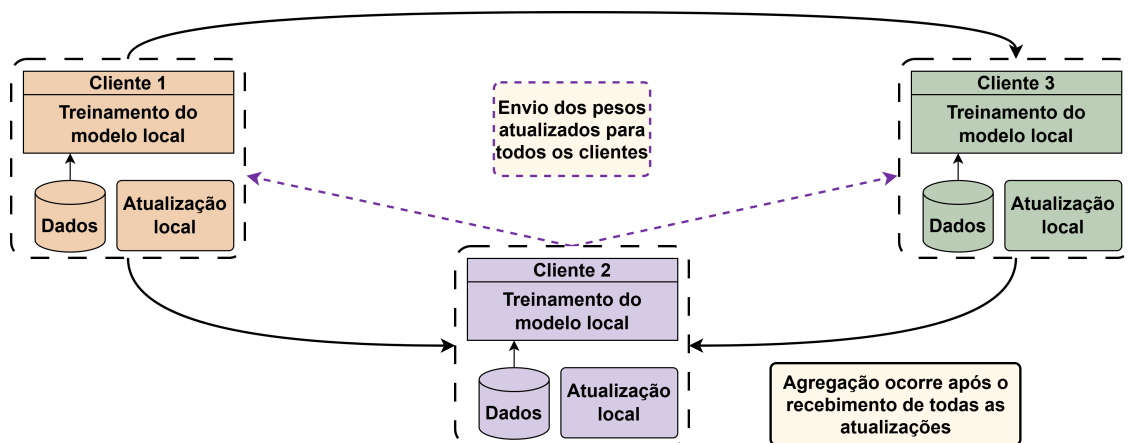 Cliente 1
Treinamento do
modelo local
Dados
Atualização
local
Envio dos pesos
atualizados para
todos os clientes
Cliente 3
Treinamento do
modelo local
Dados
Atualização
local
Cliente 2
Treinamento do
modelo local
Dados
Atualização
local
Agregação ocorre após o
recebimento de todas as
atualizações